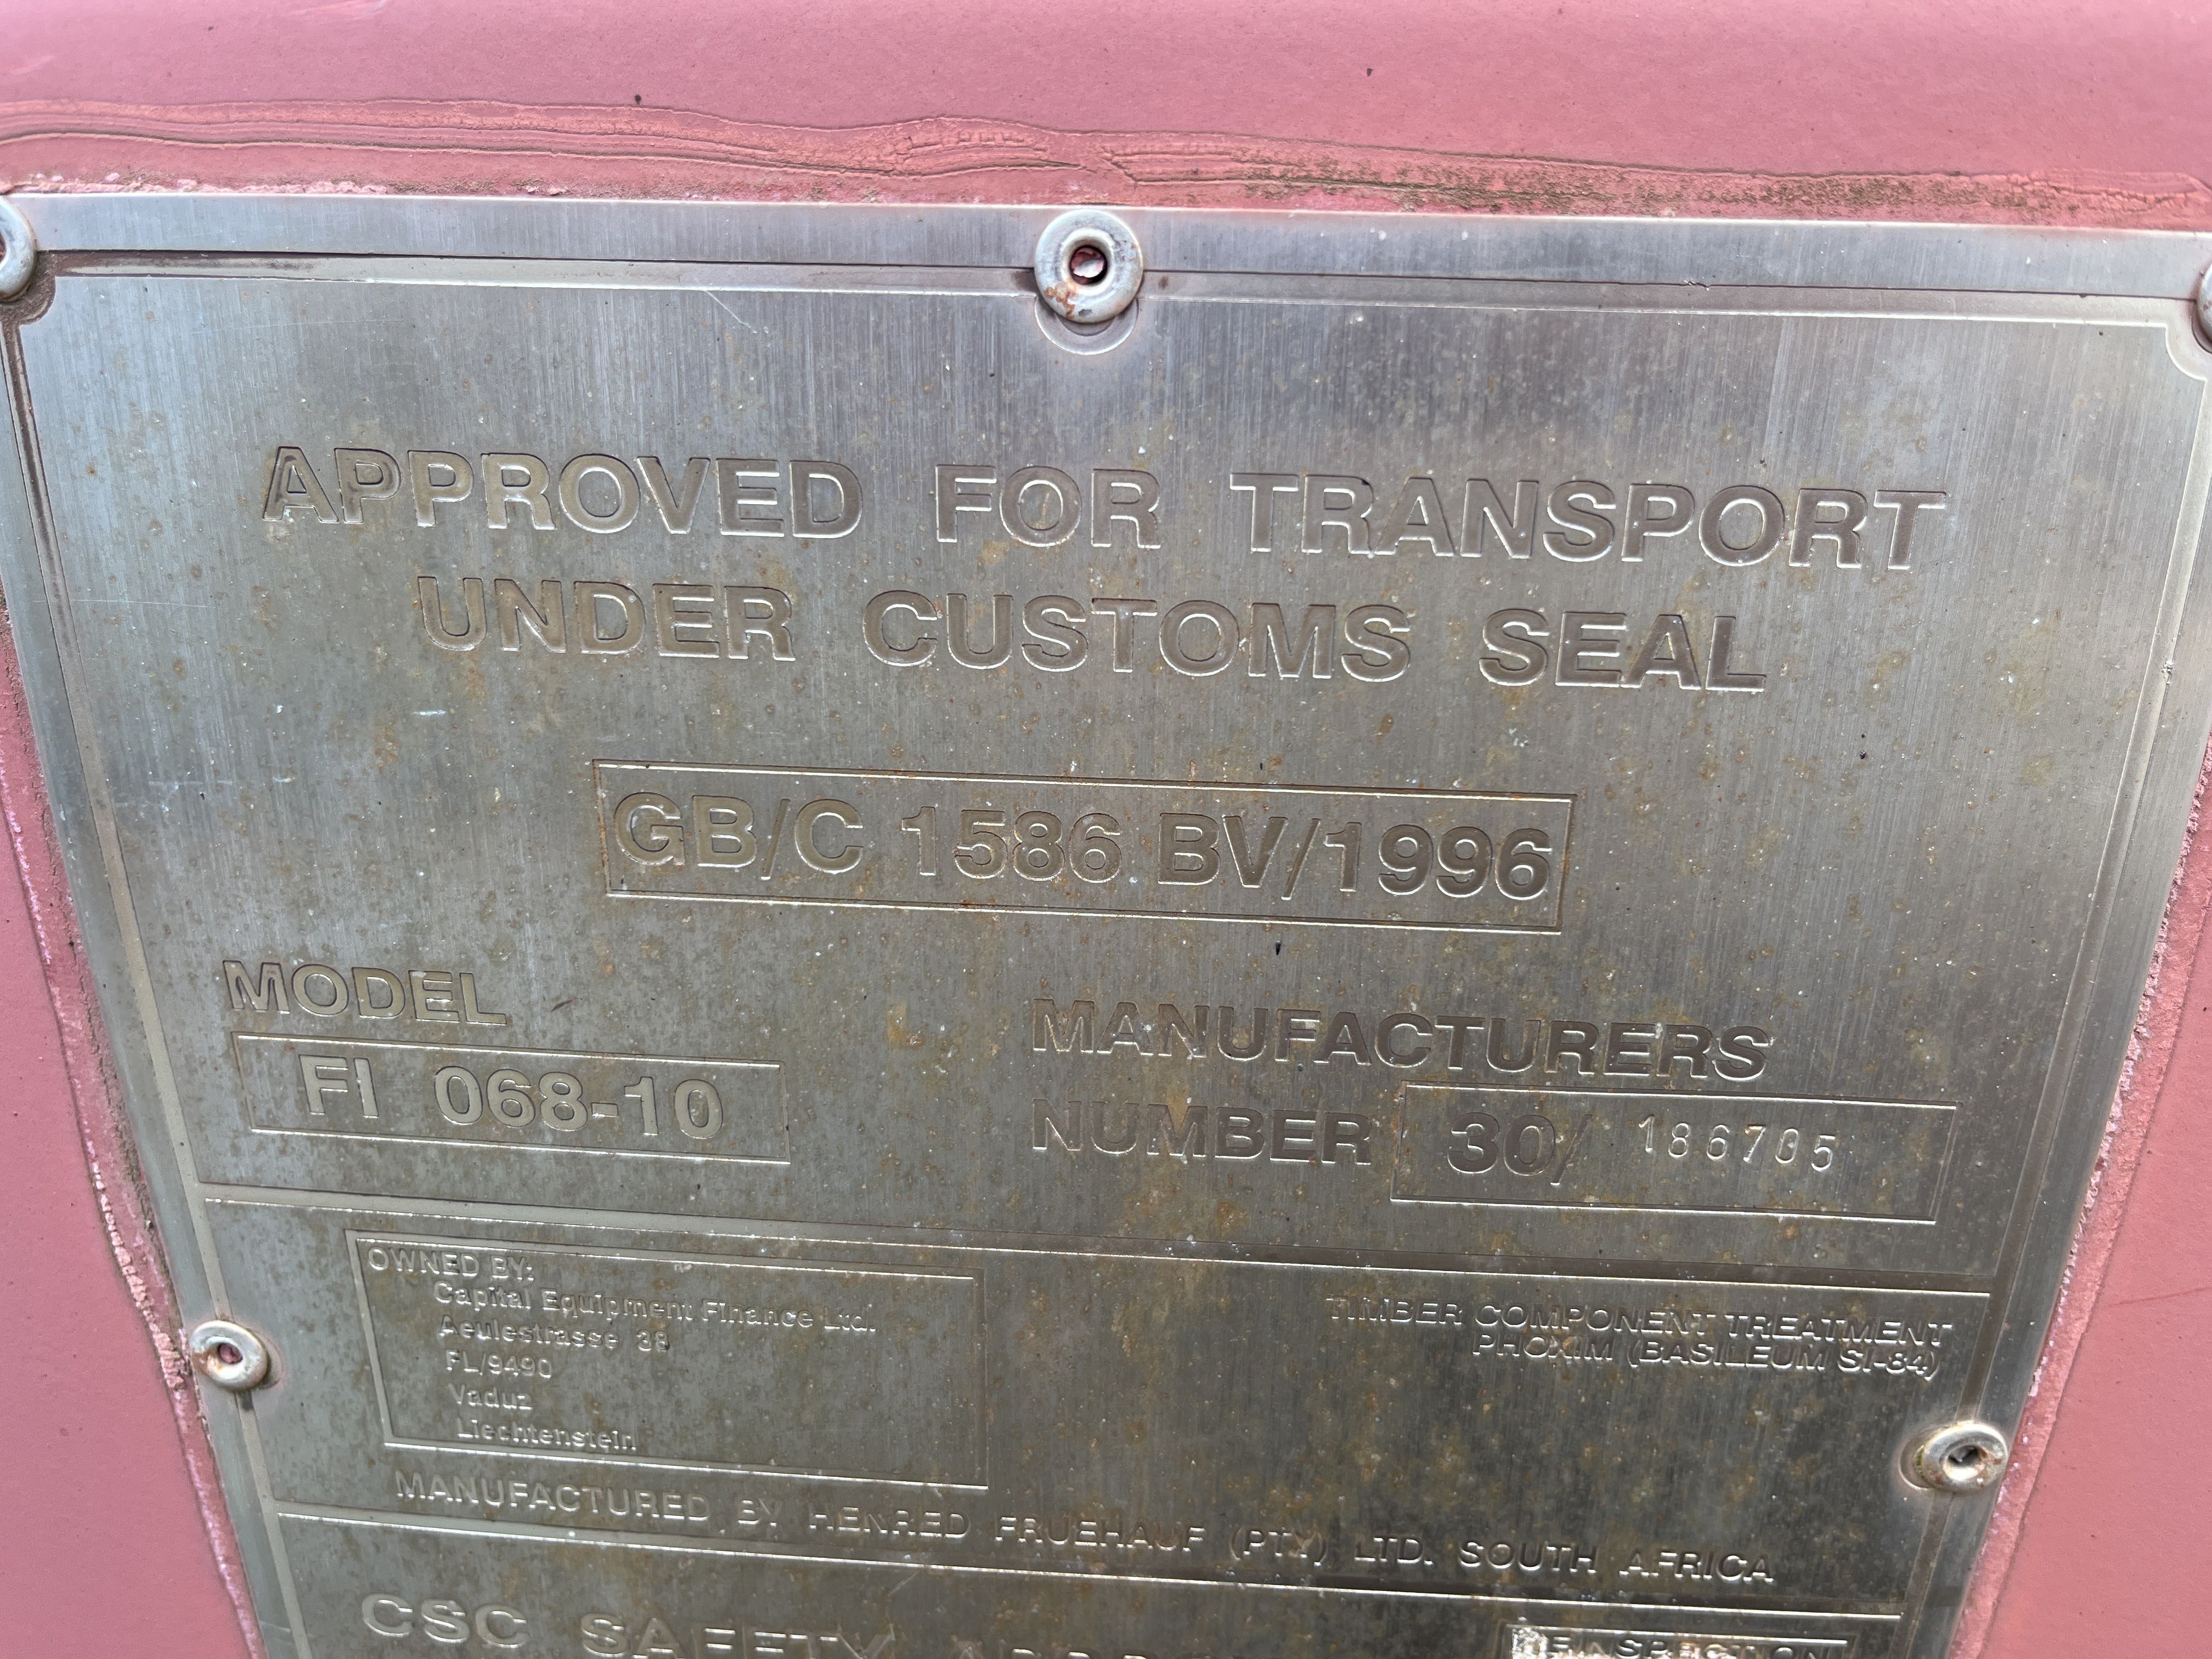 APPROVED FOR TRANSPORT
UNDER CUSTOMS SEAL
GB/C 1586 BV/1996
MODEL
FI 068-10
MANUFACTURERS
NUMBER 30/ 186705
OWNED BY:
Capital Equipment Finance Ltd.
Aeulestrasse 38
FL/9490
Vaduz
Liechtenstein
TIMBER COMPONENT TREATMENT
PHOXIM (BASILEUM SI-84)
MANUFACTURED BY HENRED FRUEHAUF (PTY) LTD. SOUTH AFRICA
CSC SAFETY